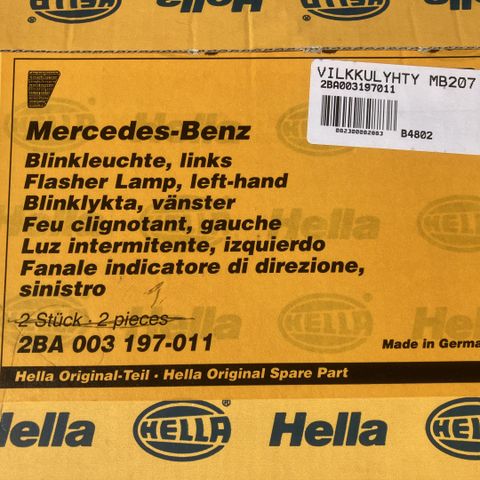 HELLA
VILKKULYHTY MB207
2BA003197011
002300002003 B4802
Mercedes-Benz
Blinkleuchte, links
Flasher Lamp, left-hand
Blinklykta, vänster
Feu clignotant, gauche
Luz intermitente, izquierdo
Fanale indicatore di direzione,
sinistro
2 Stück · 2 pieces
2BA 003 197-011
Made in German
Hella Original-Teil · Hella Original Spare Part
Hella HELLA Hella HELLA